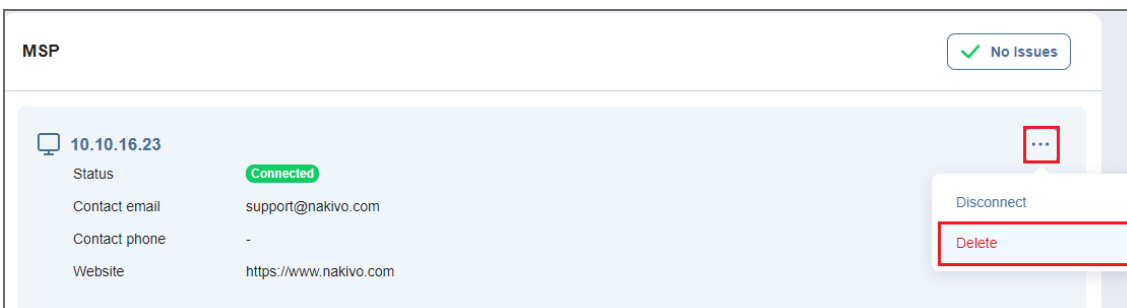 MSP
No Issues
10.10.16.23
...
Status Connected
Contact email support@nakivo.com
Disconnect
Contact phone -
Delete
Website https://www.nakivo.com